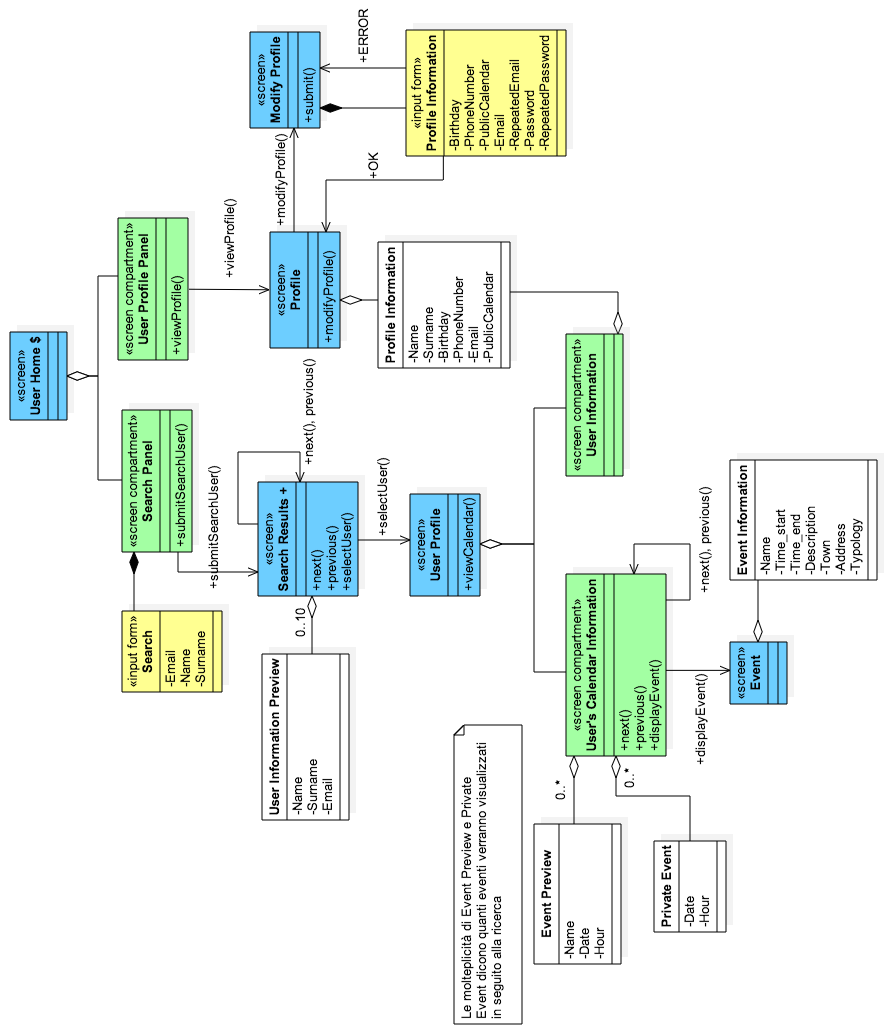 «screen»
User Home $
«screen compartment»
Search Panel
+submitSearchUser()
«screen compartment»
User Profile Panel
+viewProfile()
«input form»
Search
-Email
-Name
-Surname
+submitSearchUser()
+viewProfile()
«screen»
Modify Profile
+submit()
+ERROR
«input form»
Profile Information
-Birthday
-PhoneNumber
-PublicCalendar
-Email
-RepeatedEmail
-Password
-RepeatedPassword
+modifyProfile()
+OK
«screen»
Profile
+modifyProfile()
Profile Information
-Name
-Surname
-Birthday
-PhoneNumber
-Email
-PublicCalendar
«screen»
Search Results +
+next()
+previous()
+selectUser()
+next(), previous()
0..10
User Information Preview
-Name
-Surname
-Email
+selectUser()
«screen»
User Profile
+viewCalendar()
«screen compartment»
User Information
«screen compartment»
User's Calendar Information
+next()
+previous()
+displayEvent()
+next(), previous()
0..*
0..*
Le molteplicità di Event Preview e Private
Event dicono quanti eventi verranno visualizzati
in seguito alla ricerca
Event Preview
-Name
-Date
-Hour
Private Event
-Date
-Hour
+displayEvent()
«screen»
Event
Event Information
-Name
-Time_start
-Time_end
-Description
-Town
-Address
-Typology